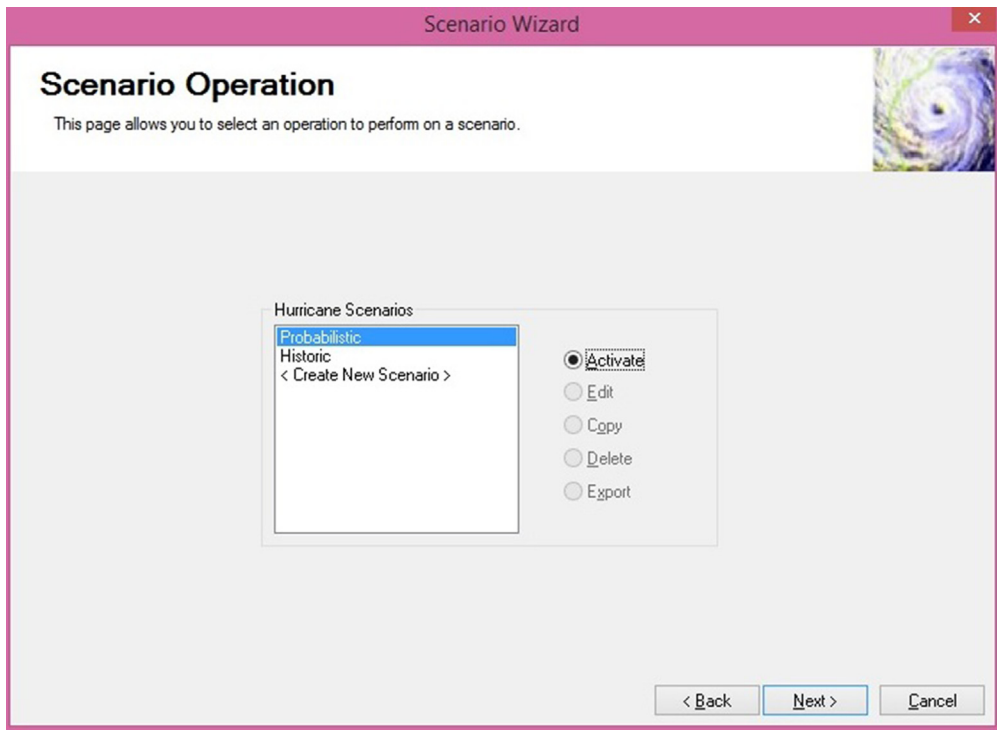 Scenario Wizard
Scenario Operation
This page allows you to select an operation to perform on a scenario.
Hurricane Scenarios
Probabilistic
Historic
< Create New Scenario >
Activate
Edit
Copy
Delete
Export
< Back
Next >
Cancel